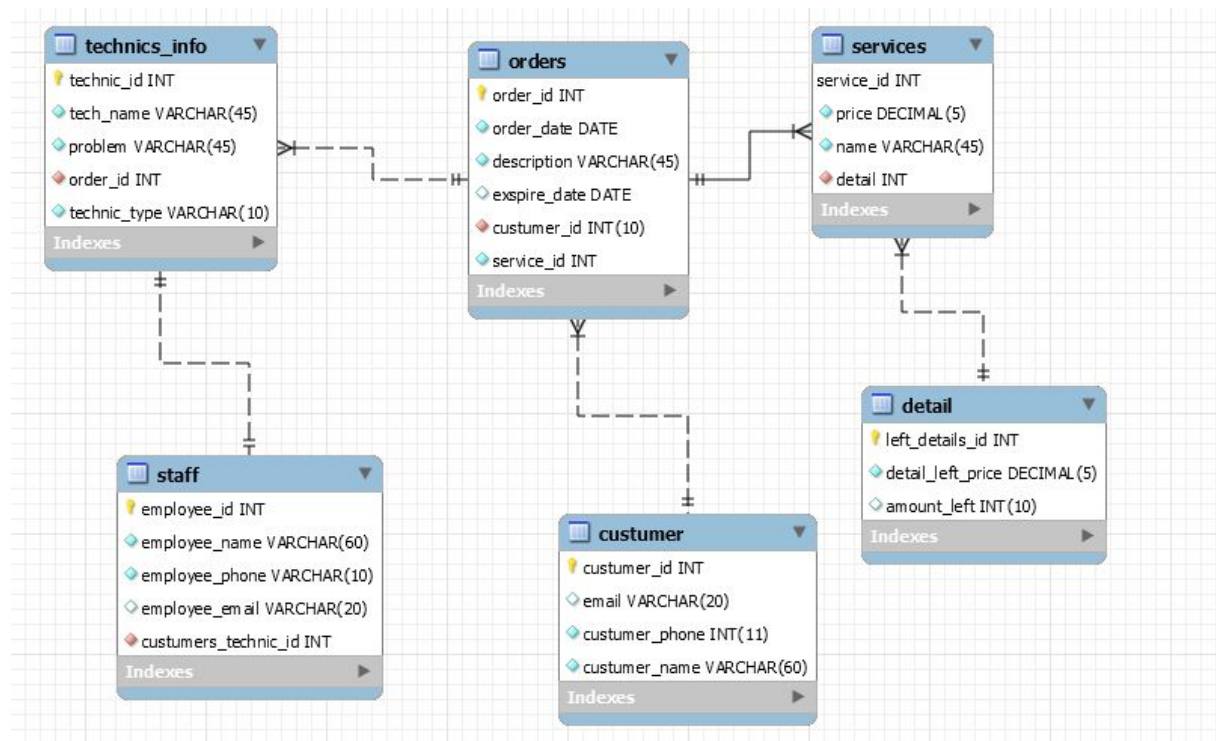 technics_info
technic_id INT
tech_name VARCHAR(45)
problem VARCHAR(45)
order_id INT
technic_type VARCHAR(10)
Indexes
orders
order_id INT
order_date DATE
description VARCHAR(45)
exspire_date DATE
custumer_id INT(10)
service_id INT
Indexes
services
service_id INT
price DECIMAL(5)
name VARCHAR(45)
detail INT
Indexes
staff
employee_id INT
employee_name VARCHAR(60)
employee_phone VARCHAR(10)
employee_email VARCHAR(20)
custumers_technic_id INT
Indexes
custumer
custumer_id INT
email VARCHAR(20)
custumer_phone INT(11)
custumer_name VARCHAR(60)
Indexes
detail
left_details_id INT
detail_left_price DECIMAL(5)
amount_left INT(10)
Indexes